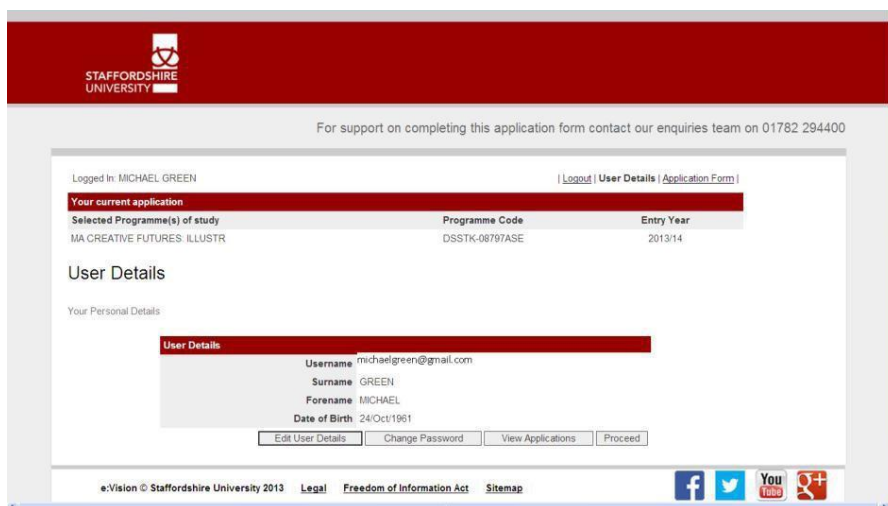 STAFFORDSHIRE
UNIVERSITY
For support on completing this application form contact our enquiries team on 01782 294400
Logged In: MICHAEL GREEN | Logout | User Details | Application Form |
Your current application
Selected Programme(s) of study Programme Code Entry Year
MA CREATIVE FUTURES: ILLUSTR DSSTK-08797ASE 2013/14
User Details
Your Personal Details
User Details
Username michaelgreen@gmail.com
Surname GREEN
Forename MICHAEL
Date of Birth 24/Oct/1961
Edit User Details Change Password View Applications Proceed
e:Vision © Staffordshire University 2013 Legal Freedom of Information Act Sitemap f You Tube g+